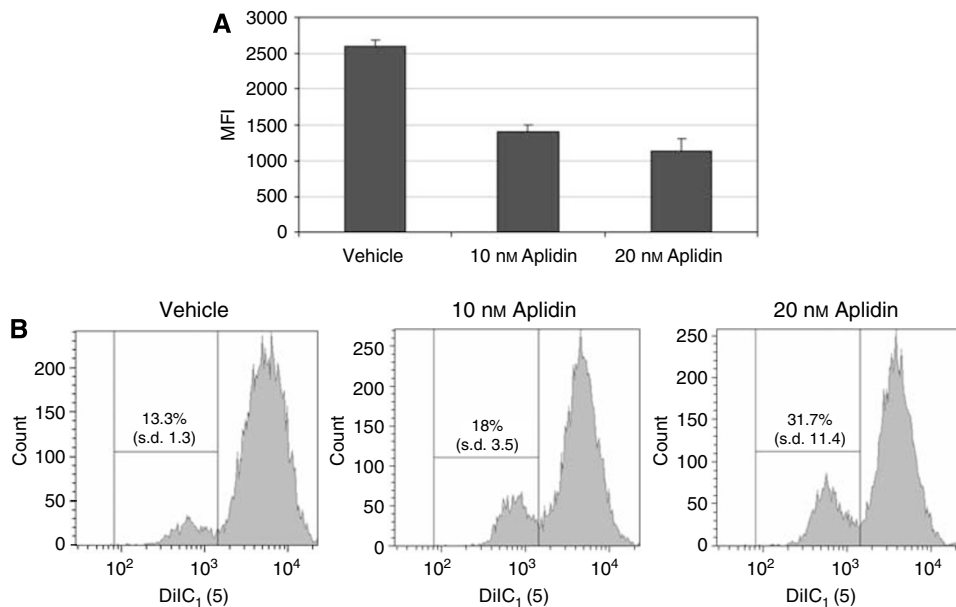 A
3000
2500
2000
1500
1000
500
0
MFI
Vehicle
10 nM Aplidin
20 nM Aplidin
B
Vehicle
200
150
100
50
0
Count
13.3%
(s.d. 1.3)
10² 10³ 10⁴
DiIC₁ (5)
10 nM Aplidin
250
200
150
100
50
0
Count
18%
(s.d. 3.5)
10² 10³ 10⁴
DiIC₁ (5)
20 nM Aplidin
250
200
150
100
50
0
Count
31.7%
(s.d. 11.4)
10² 10³ 10⁴
DiIC₁ (5)